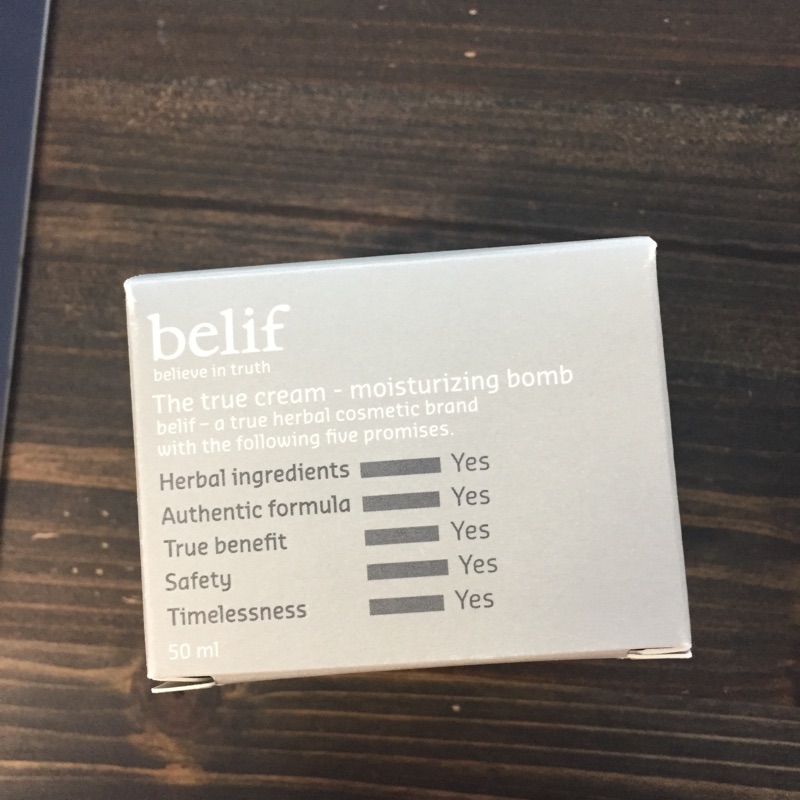 belif
believe in truth
The true cream - moisturizing bomb
belif – a true herbal cosmetic brand
with the following five promises.
Herbal ingredients Yes
Authentic formula Yes
True benefit Yes
Safety Yes
Timelessness Yes
50 ml